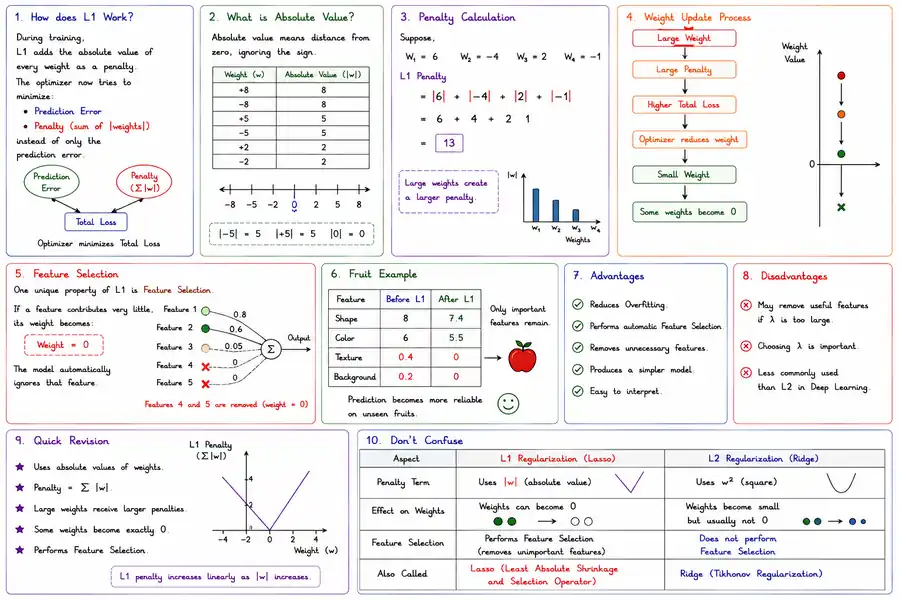 1. How does L1 Work?
During training,
L1 adds the absolute value of
every weight as a penalty.
The optimizer now tries to
minimize:
• Prediction Error
• Penalty (sum of |weights|)
instead of only the
prediction error.
Prediction
Error
Penalty
(Σ|w|)
Total Loss
Optimizer minimizes Total Loss
2. What is Absolute Value?
Absolute value means distance from
zero, ignoring the sign.
Weight (w) Absolute Value (|w|)
+8 8
−8 8
+5 5
−5 5
+2 2
−2 2
−8 −5 −2 0 2 5 8
|−5| = 5 |+5| = 5 |0| = 0
3. Penalty Calculation
Suppose,
W₁ = 6 W₂ = −4 W₃ = 2 W₄ = −1
L1 Penalty
= |6| + |−4| + |2| + |−1|
= 6 + 4 + 2 1
= 13
Large weights create
a larger penalty.
|w|
W₁ W₂ W₃ W₄
Weights
4. Weight Update Process
Large Weight
Large Penalty
Higher Total Loss
Optimizer reduces weight
Small Weight
Some weights become 0
Weight
Value
0
5. Feature Selection
One unique property of L1 is Feature Selection.
If a feature contributes very little,
its weight becomes:
Weight = 0
The model automatically
ignores that feature.
Feature 1 0.8
Feature 2 0.6
Feature 3 0.05
Feature 4 0
Feature 5 0
Σ
Output
Features 4 and 5 are removed (weight = 0)
6. Fruit Example
Feature Before L1 After L1
Shape 8 7.4
Color 6 5.5
Texture 0.4 0
Background 0.2 0
Only important
features remain.
Prediction becomes more reliable
on unseen fruits.
7. Advantages
Reduces Overfitting.
Performs automatic Feature Selection.
Removes unnecessary features.
Produces a simpler model.
Easy to interpret.
8. Disadvantages
May remove useful features
if λ is too large.
Choosing λ is important.
Less commonly used
than L2 in Deep Learning.
9. Quick Revision
★ Uses absolute values of weights.
★ Penalty = Σ |w|.
★ Large weights receive larger penalties.
★ Some weights become exactly 0.
★ Performs Feature Selection.
L1 Penalty
(Σ|w|)
4
2
0
−4 −2 0 2 4
Weight (w)
L1 penalty increases linearly as |w| increases.
10. Don't Confuse
Aspect L1 Regularization (Lasso) L2 Regularization (Ridge)
Penalty Term Uses |w| (absolute value) Uses w² (square)
Effect on Weights Weights can become 0 Weights become small
but usually not 0
Feature Selection Performs Feature Selection
(removes unimportant features)
Does not perform
Feature Selection
Also Called Lasso (Least Absolute Shrinkage
and Selection Operator)
Ridge (Tikhonov Regularization)